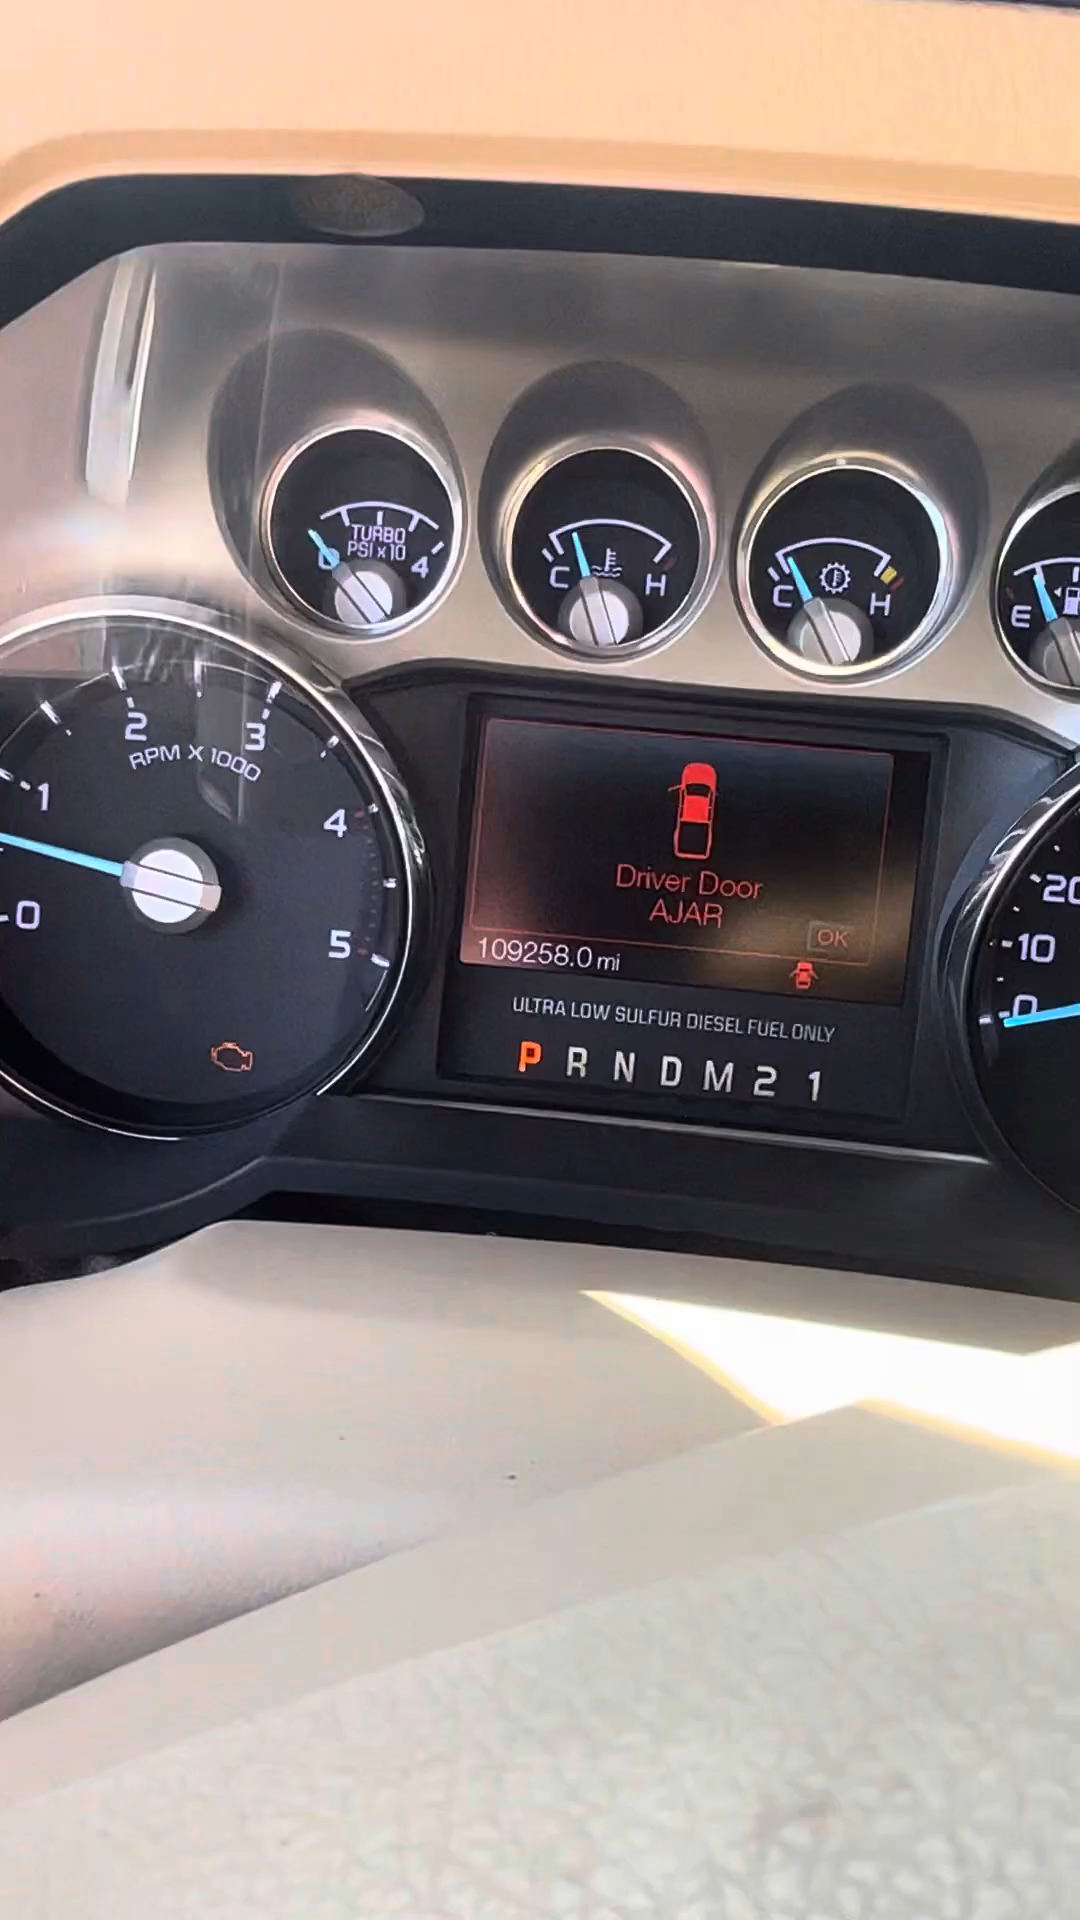 TURBO
PSI x 10
0
4
C
H
C
H
E
1
2
3
4
5
0
RPM X 1000
Driver Door
AJAR
OK
109258.0 mi
ULTRA LOW SULFUR DIESEL FUEL ONLY
P R N D M 2 1
20
10
0